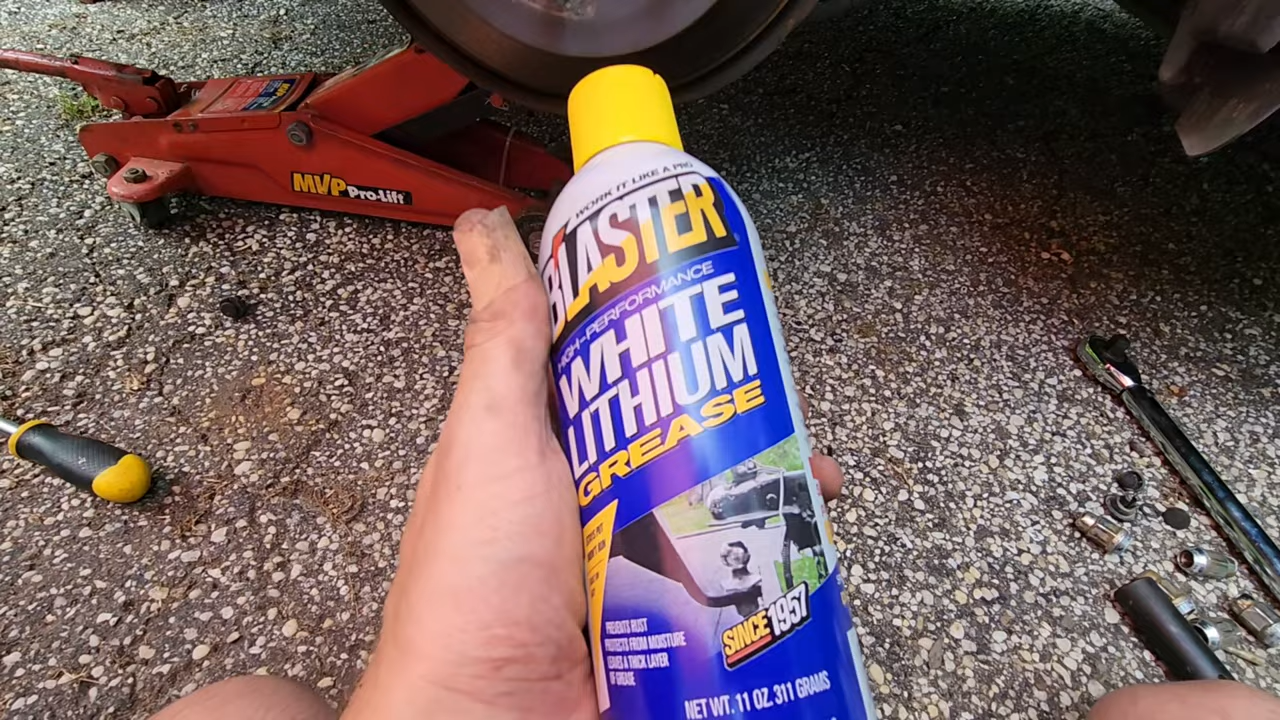 MVP Pro-Lift
WORK IT LIKE A PRO
BLASTER
HIGH-PERFORMANCE
WHITE
LITHIUM
GREASE
SINCE 1957
PREVENTS RUST
PROTECTS FROM MOISTURE
LEAVES A THICK LAYER
OF GREASE
NET WT. 11 OZ. 311 GRAMS